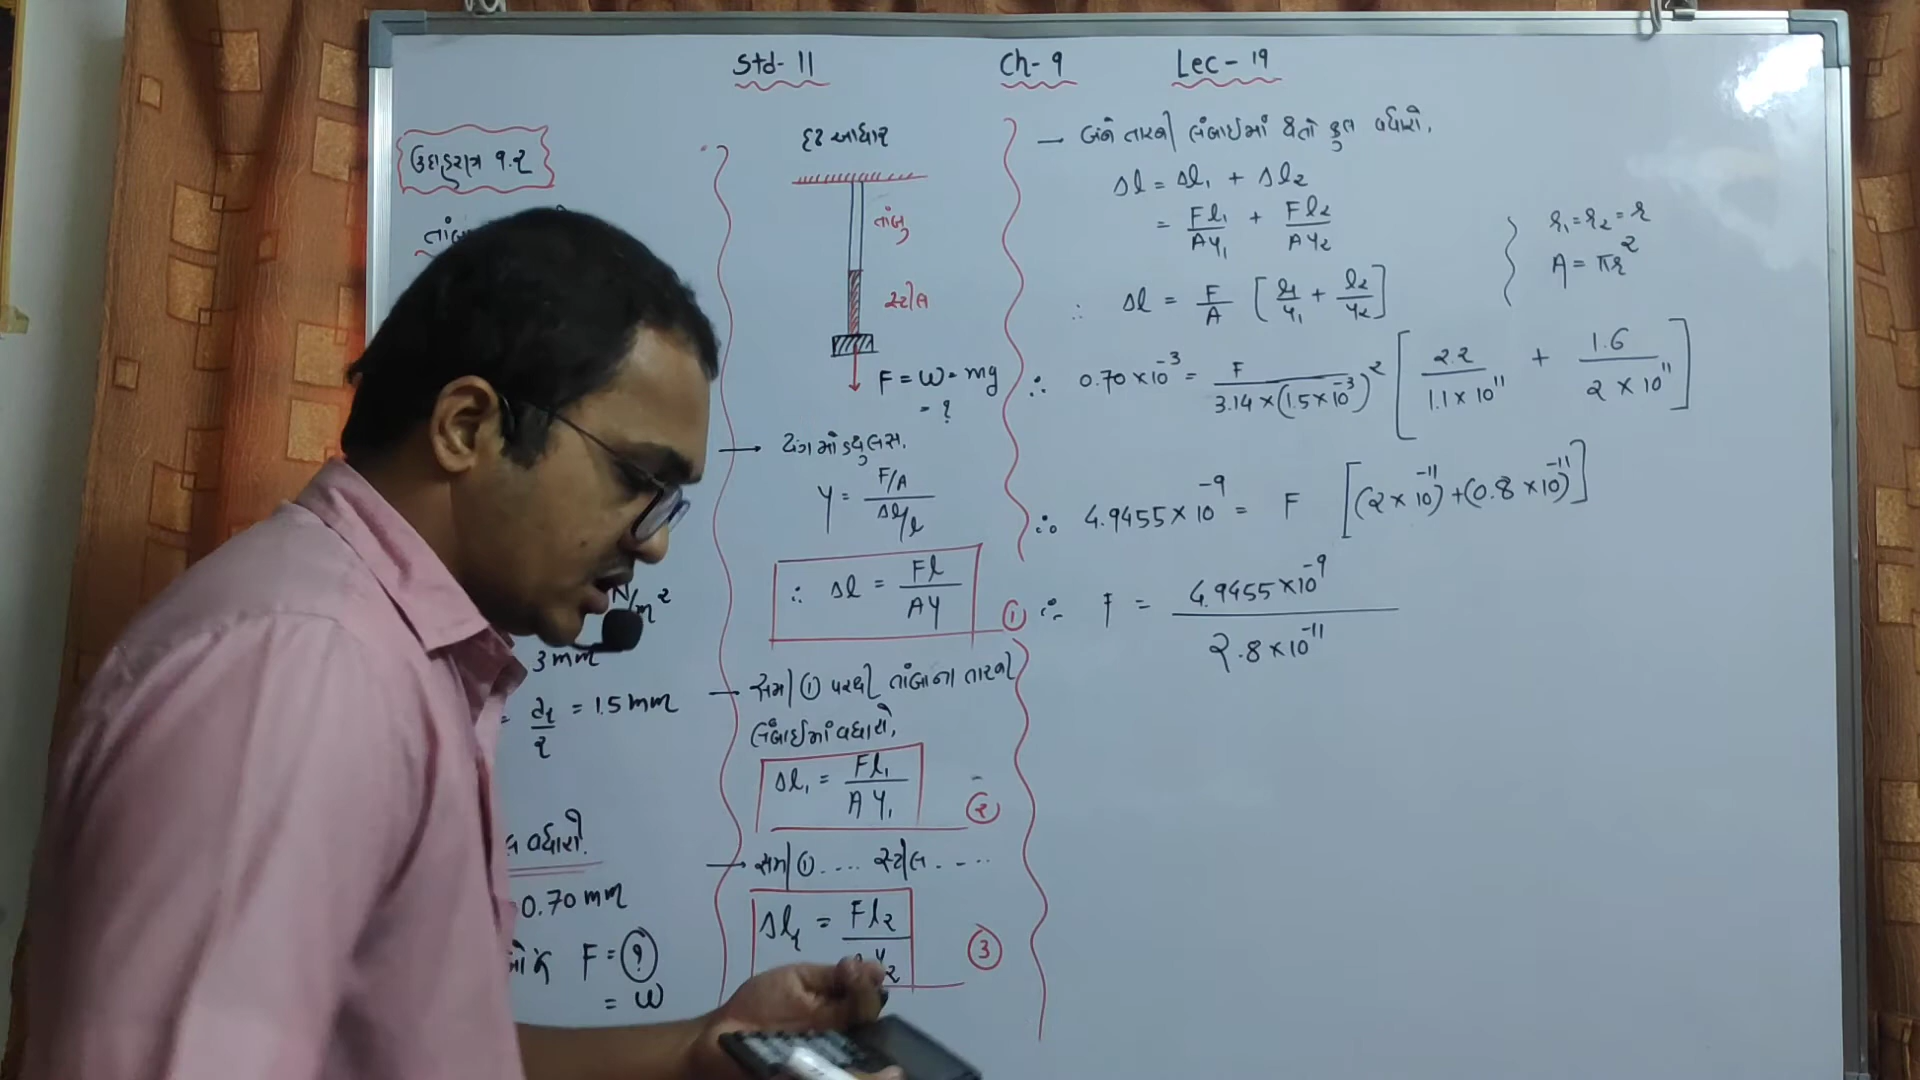 Std- 11 Ch- 9 Lec - 19
ઉદાહરણ ૧.૨
N/m²
3 mm
= d₁/2 = 1.5 mm
વધારો.
0.70 mm
F = ?
= W
દૃઢ આધાર
તાંબુ
સ્ટીલ
F = W = mg
= ?
→ યંગ મોડ્યુલસ.
Y = (F/A)/(Δl/l)
∴ Δl = Fl/AY ①
→ સમી ① પરથી તાંબાના તારની
લંબાઈમાં વધારો,
Δl₁ = Fl₁/AY₁ ②
→ સમી ① .... સ્ટીલ ....
Δl₂ = Fl₂/AY₂ ③
— બંને તારની લંબાઈમાં થતો કુલ વધારો,
Δl = Δl₁ + Δl₂
= Fl₁/AY₁ + Fl₂/AY₂
r₁ = r₂ = r
A = πr²
∴ Δl = F/A [l₁/Y₁ + l₂/Y₂]
∴ 0.70 × 10⁻³ = F/(3.14 × (1.5 × 10⁻³)²) [2.2/(1.1 × 10¹¹) + 1.6/(2 × 10¹¹)]
∴ 4.9455 × 10⁻⁹ = F [(2 × 10⁻¹¹) + (0.8 × 10⁻¹¹)]
∴ F = (4.9455 × 10⁻⁹)/(2.8 × 10⁻¹¹)